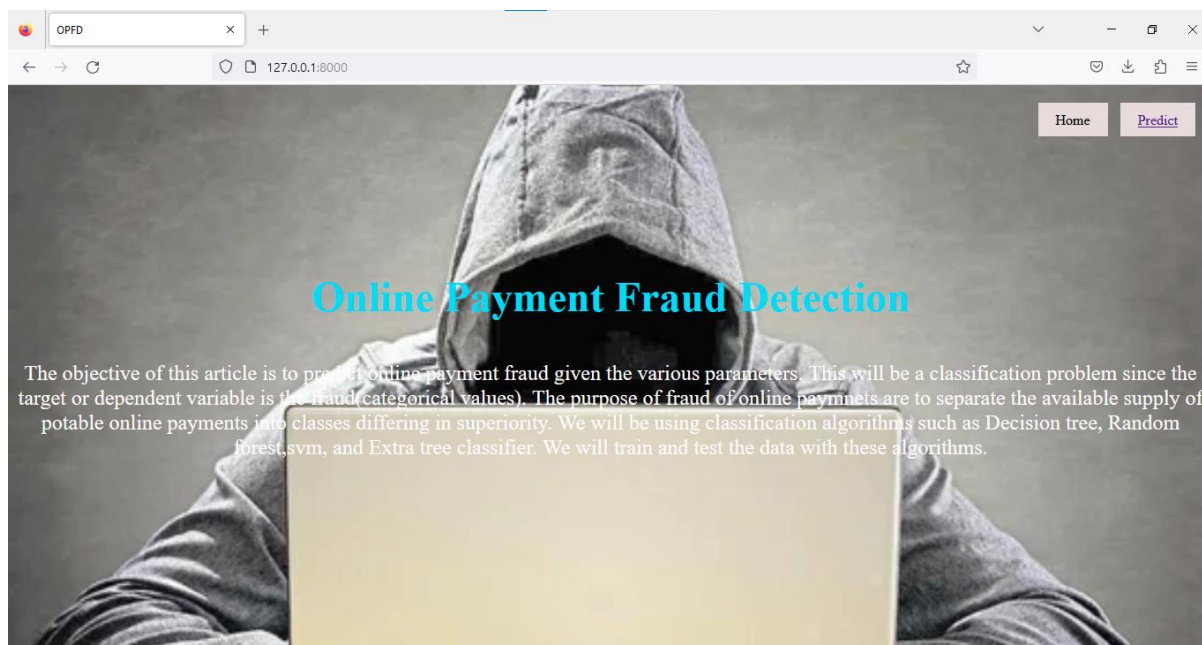 OPFD
127.0.0.1:8000
Home
Predict
Online Payment Fraud Detection
The objective of this article is to predict online payment fraud given the various parameters. This will be a classification problem since the
target or dependent variable is the fraud(categorical values). The purpose of fraud of online paymnets are to separate the available supply of
potable online payments into classes differing in superiority. We will be using classification algorithms such as Decision tree, Random
forest,svm, and Extra tree classifier. We will train and test the data with these algorithms.